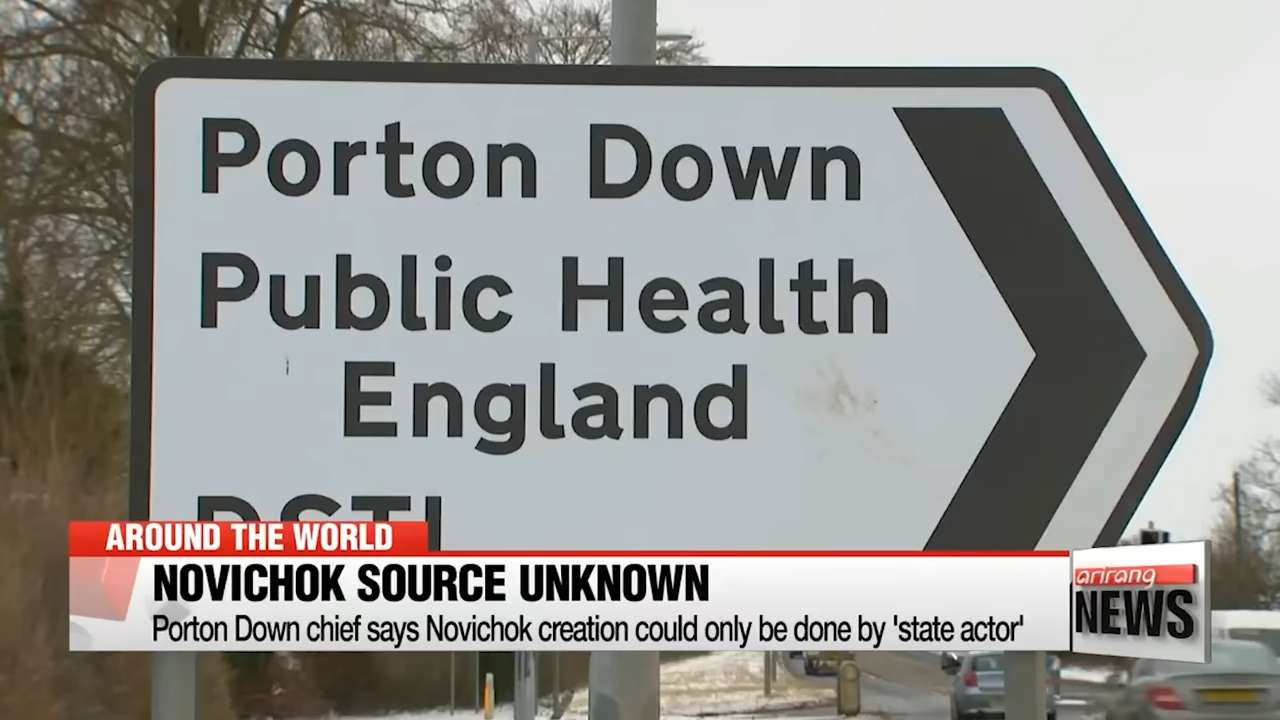 Porton Down
Public Health
England
DSTL
AROUND THE WORLD
NOVICHOK SOURCE UNKNOWN
Porton Down chief says Novichok creation could only be done by 'state actor'
arirang
NEWS